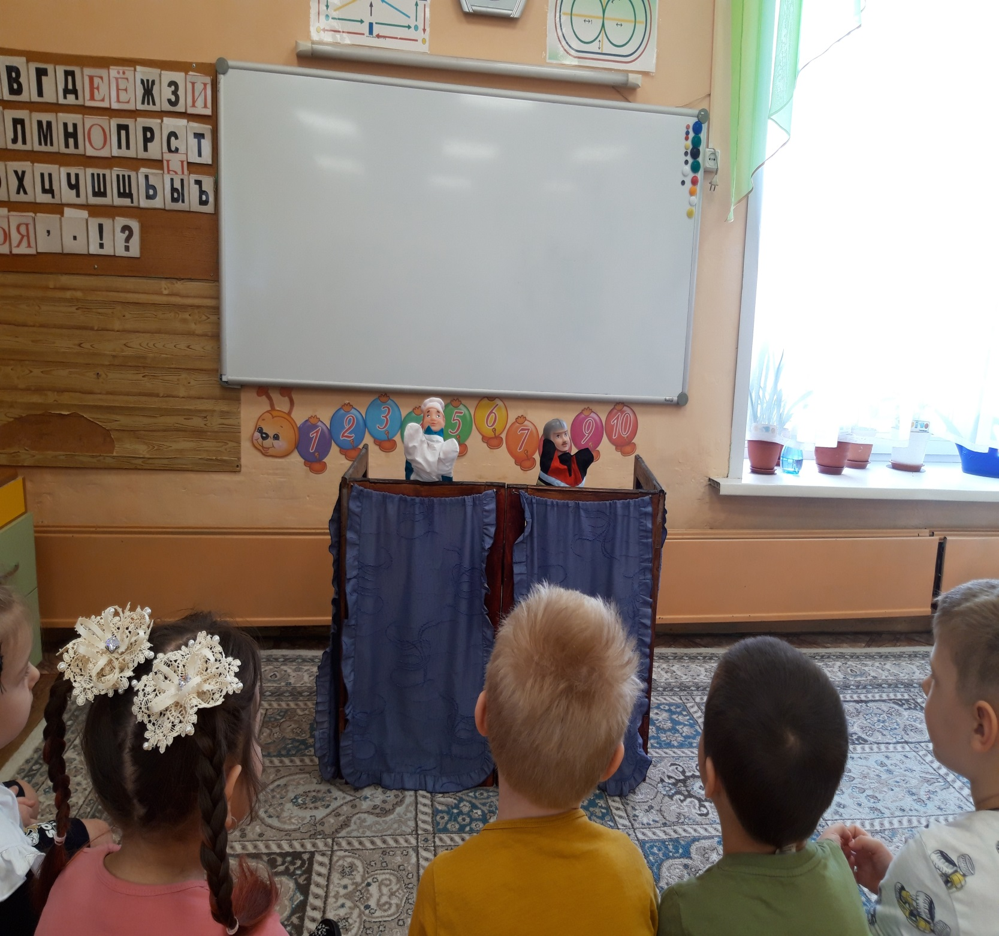 В Г Д Е Ё Ж З И
Л М Н О П Р С Т
Ы
Х Ц Ч Ш Щ Ь Ы Ъ
Я , . ! ?
1 2 3 5 6 7 9 10